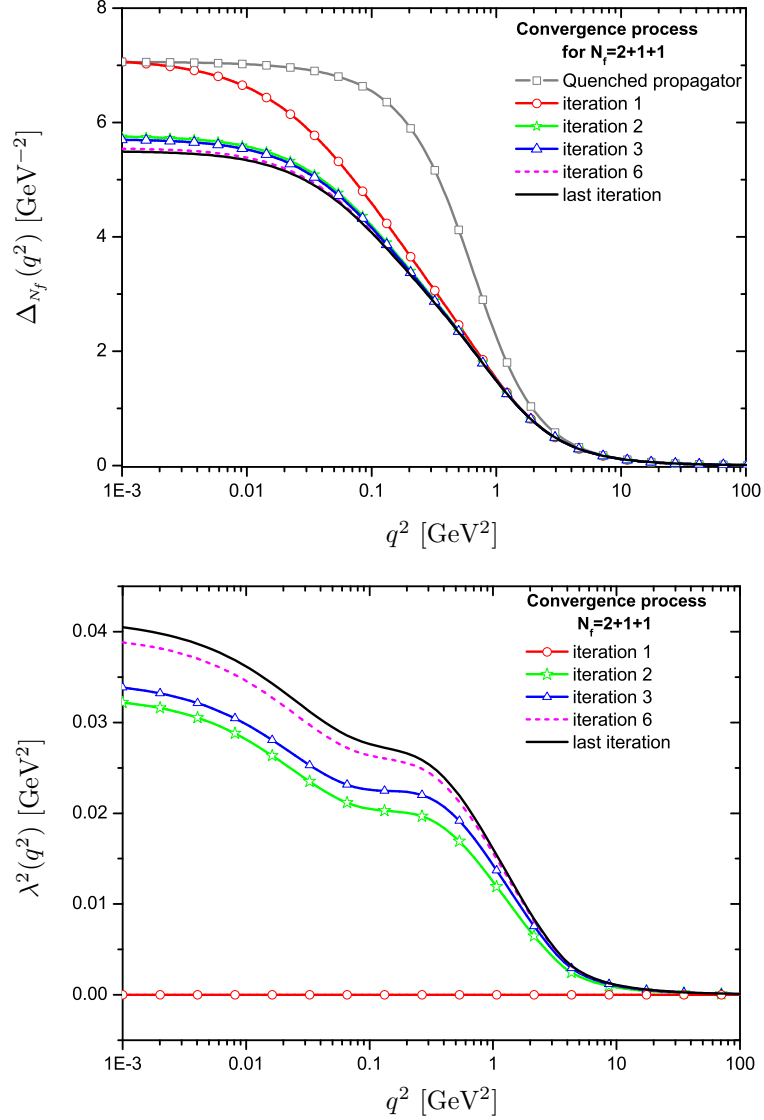 Convergence process
for N_f=2+1+1
Quenched propagator
iteration 1
iteration 2
iteration 3
iteration 6
last iteration
Δ_{N_f}(q²) [GeV⁻²]
8
6
4
2
0
1E-3 0.01 0.1 1 10 100
q² [GeV²]
Convergence process
N_f=2+1+1
iteration 1
iteration 2
iteration 3
iteration 6
last iteration
λ²(q²) [GeV²]
0.04
0.03
0.02
0.01
0.00
1E-3 0.01 0.1 1 10 100
q² [GeV²]